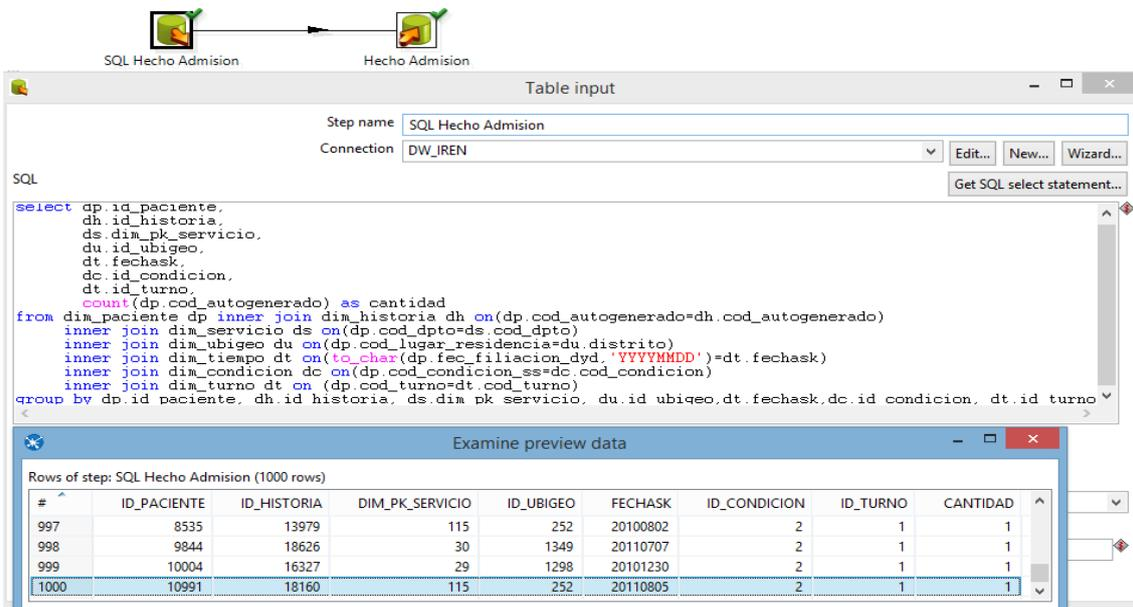 SQL Hecho Admision
Hecho Admision
Table input
Step name SQL Hecho Admision
Connection DW_IREN Edit... New... Wizard...
SQL
Get SQL select statement...
select dp.id_paciente,
dh.id_historia,
ds.dim_pk_servicio,
du.id_ubigeo,
dt.fechask,
dc.id_condicion,
dt.id_turno,
count(dp.cod_autogenerado) as cantidad
from dim_paciente dp inner join dim_historia dh on(dp.cod_autogenerado=dh.cod_autogenerado)
inner join dim_servicio ds on(dp.cod_dpto=ds.cod_dpto)
inner join dim_ubigeo du on(dp.cod_lugar_residencia=du.distrito)
inner join dim_tiempo dt on(to_char(dp.fec_filiacion_dyd,'YYYYMMDD')=dt.fechask)
inner join dim_condicion dc on(dp.cod_condicion_ss=dc.cod_condicion)
inner join dim_turno dt on (dp.cod_turno=dt.cod_turno)
group by dp.id_paciente, dh.id_historia, ds.dim_pk_servicio, du.id_ubigeo,dt.fechask,dc.id_condicion, dt.id_turno
Examine preview data
Rows of step: SQL Hecho Admision (1000 rows)
# ID_PACIENTE ID_HISTORIA DIM_PK_SERVICIO ID_UBIGEO FECHASK ID_CONDICION ID_TURNO CANTIDAD
997 8535 13979 115 252 20100802 2 1 1
998 9844 18626 30 1349 20110707 2 1 1
999 10004 16327 29 1298 20101230 2 1 1
1000 10991 18160 115 252 20110805 2 1 1